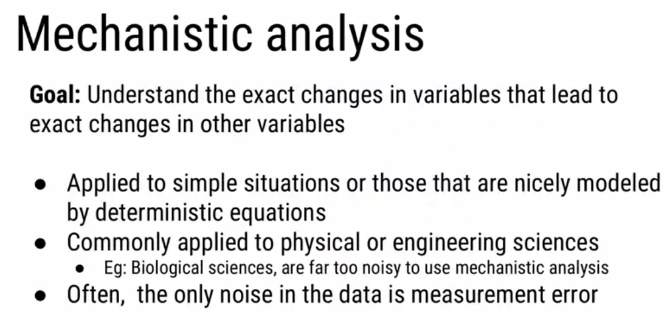 Mechanistic analysis
Goal: Understand the exact changes in variables that lead to
exact changes in other variables
● Applied to simple situations or those that are nicely modeled
by deterministic equations
● Commonly applied to physical or engineering sciences
● Eg: Biological sciences, are far too noisy to use mechanistic analysis
● Often, the only noise in the data is measurement error